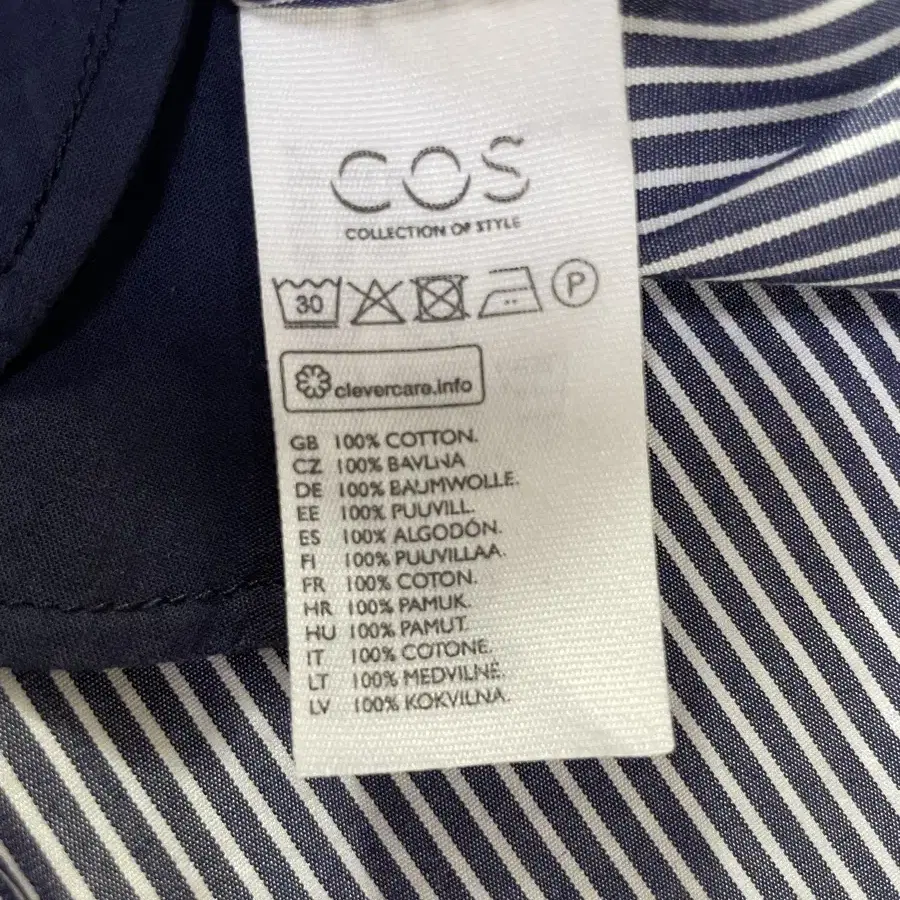 COS
COLLECTION OF STYLE
30 P
clevercare.info
GB 100% COTTON.
CZ 100% BAVLNA
DE 100% BAUMWOLLE.
EE 100% PUUVILL.
ES 100% ALGODÓN.
FI 100% PUUVILLAA.
FR 100% COTON.
HR 100% PAMUK.
HU 100% PAMUT.
IT 100% COTONE.
LT 100% MEDVILNĖ.
LV 100% KOKVILNA.